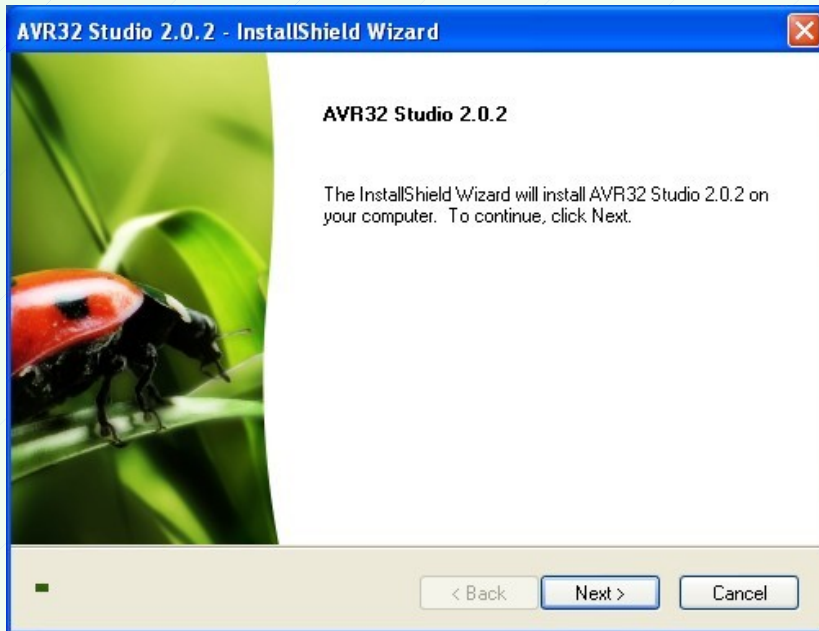 AVR32 Studio 2.0.2 - InstallShield Wizard
AVR32 Studio 2.0.2
The InstallShield Wizard will install AVR32 Studio 2.0.2 on
your computer. To continue, click Next.
< Back Next > Cancel